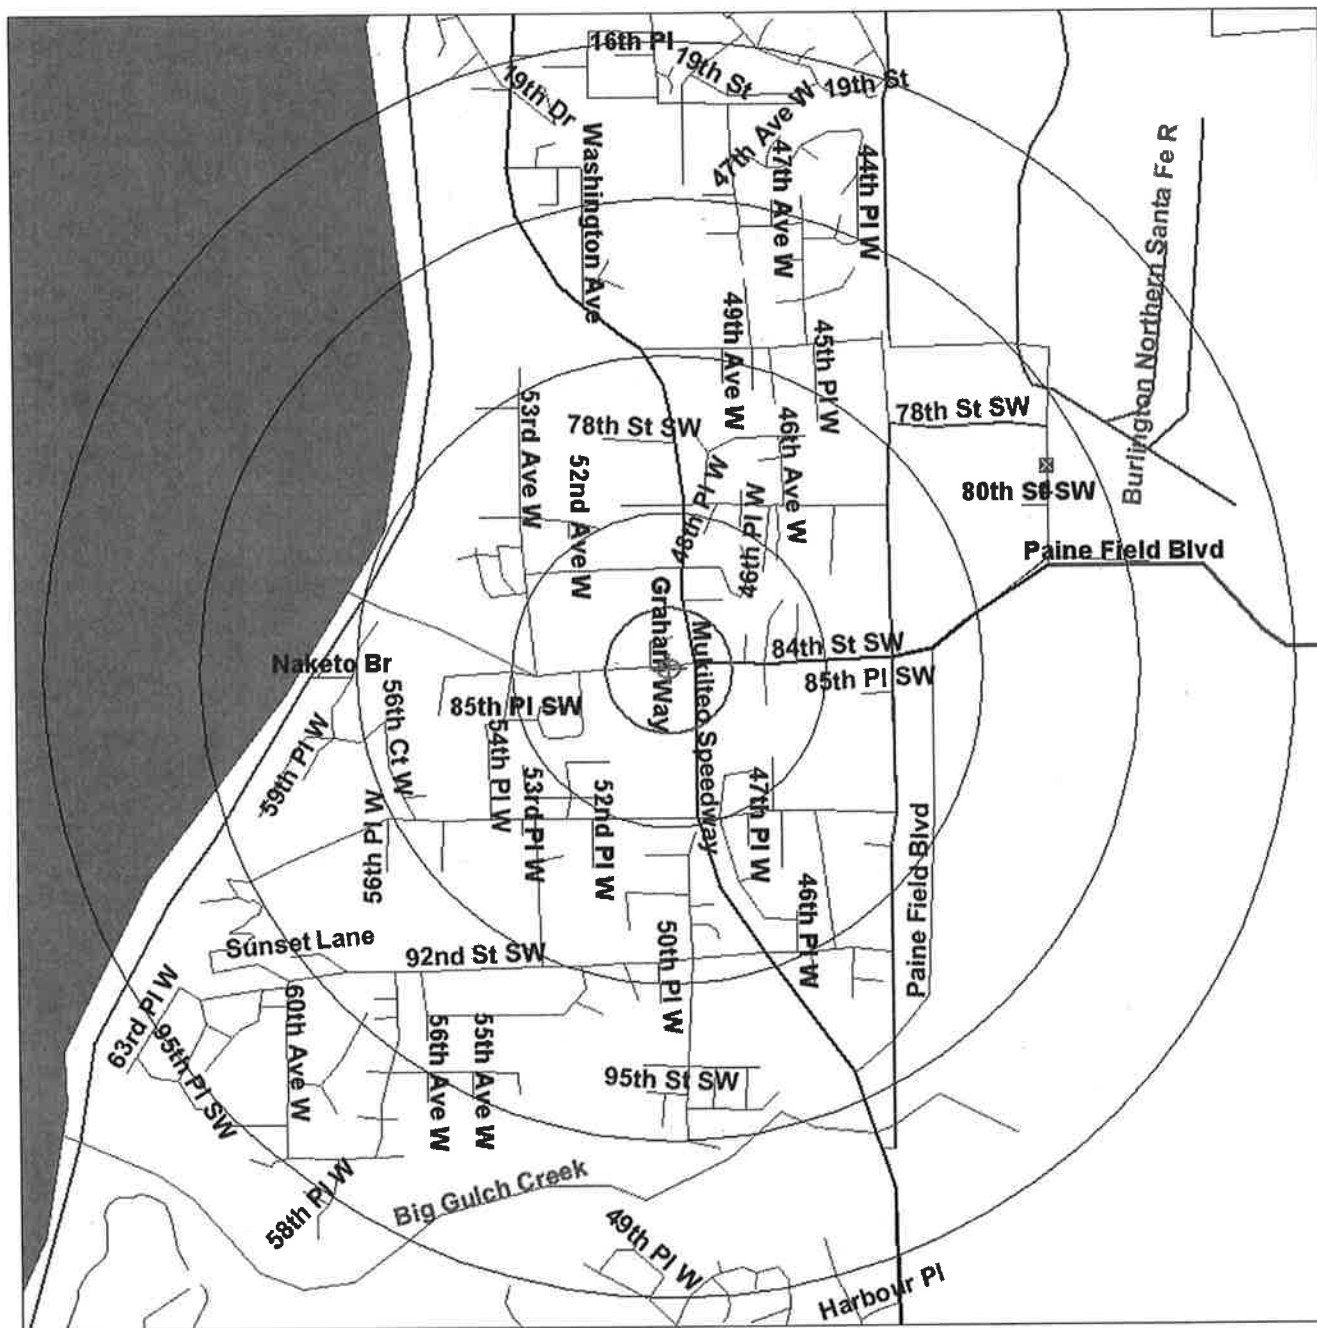 16th Pl
19th St
19th St
19th Dr
47th Ave W
Washington Ave
47th Ave W
44th Pl W
Burlington Northern Santa Fe R
49th Ave W
45th Pl W
53rd Ave W
78th St SW
78th St SW
46th Ave W
52nd Ave W
48th Pl W
46th Pl W
80th St SW
Paine Field Blvd
Graham Way
Mukilteo Speedway
84th St SW
85th Pl SW
Naketo Br
56th Ct W
85th Pl SW
59th Pl W
54th Pl W
53rd Pl W
52nd Pl W
47th Pl W
56th Pl W
46th Pl W
Paine Field Blvd
Sunset Lane
92nd St SW
50th Pl W
63rd Pl W
95th Pl SW
60th Ave W
56th Ave W
55th Ave W
95th St SW
58th Pl W
Big Gulch Creek
49th Pl W
Harbour Pl